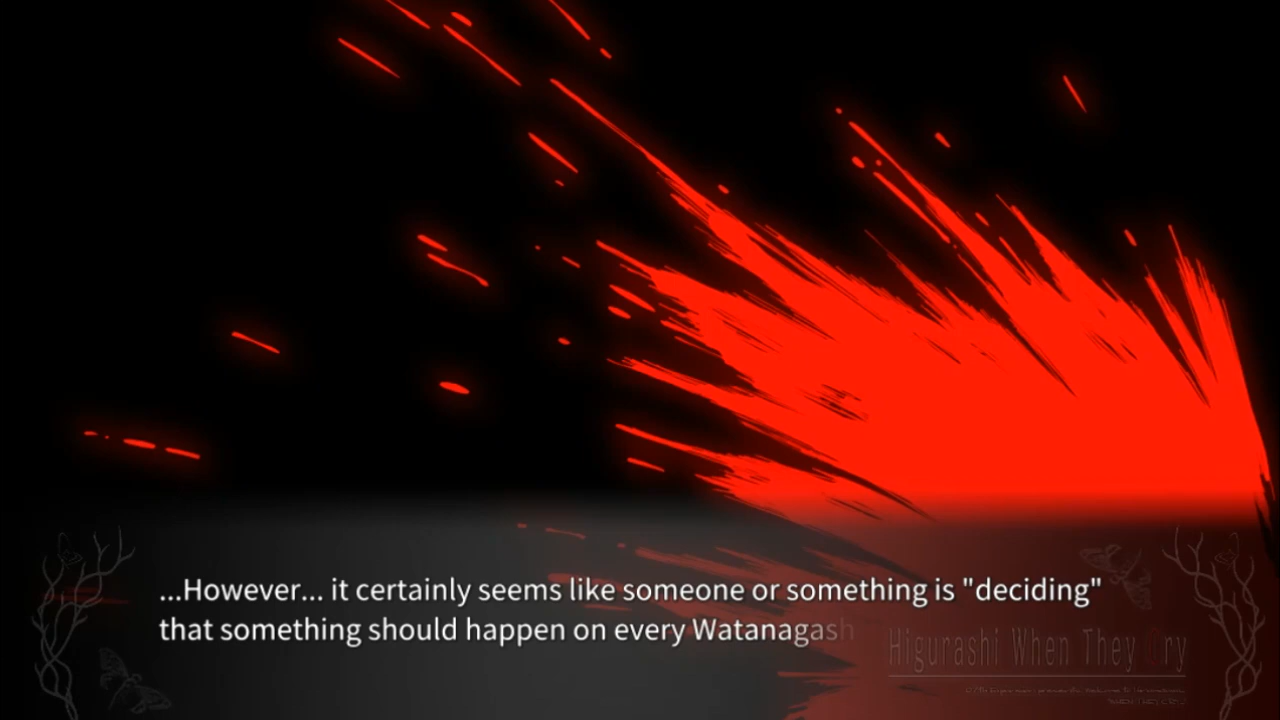 ...However... it certainly seems like someone or something is "deciding"
that something should happen on every Watanagash
Higurashi When They Cry